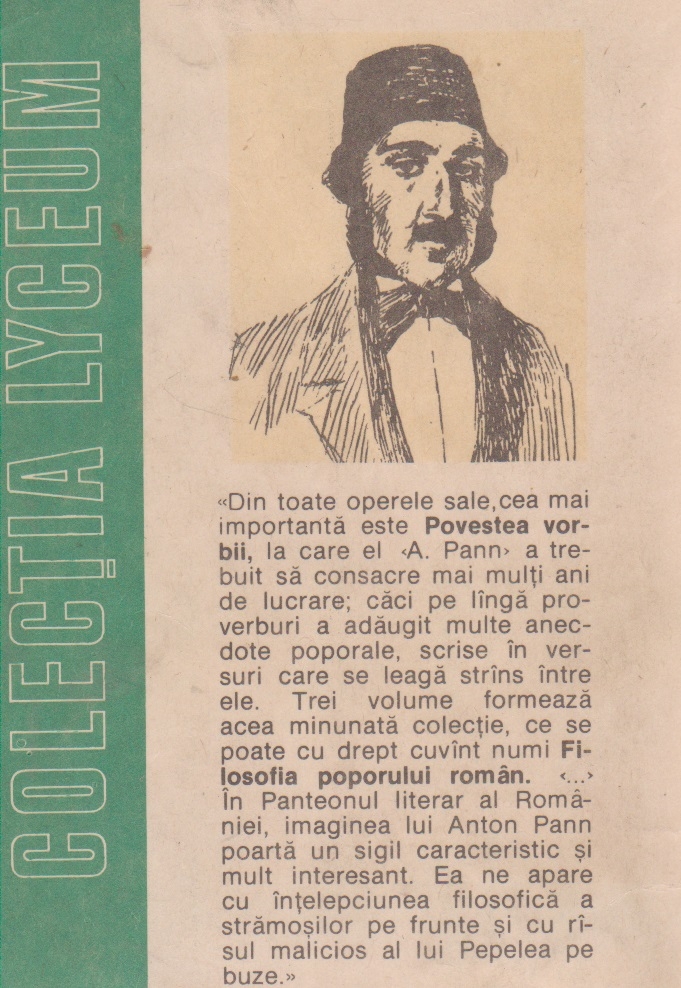 COLECȚIA LYCEUM
«Din toate operele sale,cea mai
importantă este Povestea vor-
bii, la care el ‹A. Pann› a tre-
buit să consacre mai mulți ani
de lucrare; căci pe lîngă pro-
verburi a adăugit multe anec-
dote poporale, scrise în ver-
suri care se leagă strîns între
ele. Trei volume formează
acea minunată colecție, ce se
poate cu drept cuvînt numi Fi-
losofia poporului român. ‹...›
În Panteonul literar al Româ-
niei, imaginea lui Anton Pann
poartă un sigil caracteristic și
mult interesant. Ea ne apare
cu înțelepciunea filosofică a
strămoșilor pe frunte și cu rî-
sul malicios al lui Pepelea pe
buze.»